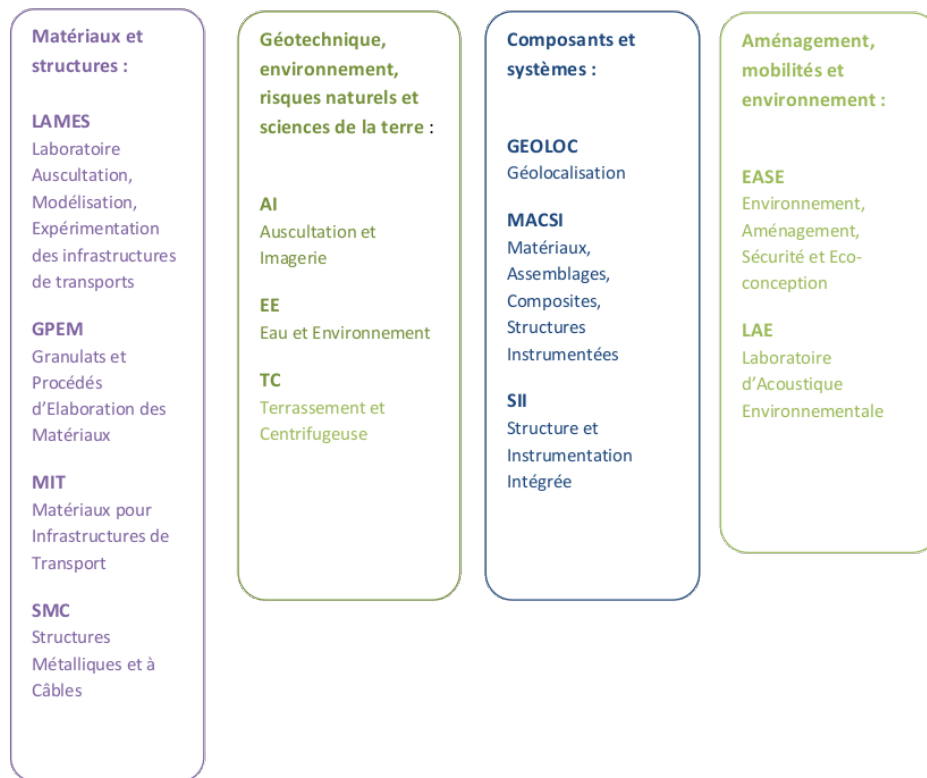 Matériaux et
structures :
LAMES
Laboratoire
Auscultation,
Modélisation,
Expérimentation
des infrastructures
de transports
GPEM
Granulats et
Procédés
d’Elaboration des
Matériaux
MIT
Matériaux pour
Infrastructures de
Transport
SMC
Structures
Métalliques et à
Câbles
Géotechnique,
environnement,
risques naturels et
sciences de la terre :
AI
Auscultation et
Imagerie
EE
Eau et Environnement
TC
Terrassement et
Centrifugeuse
Composants et
systèmes :
GEOLOC
Géolocalisation
MACSI
Matériaux,
Assemblages,
Composites,
Structures
Instrumentées
SII
Structure et
Instrumentation
Intégrée
Aménagement,
mobilités et
environnement :
EASE
Environnement,
Aménagement,
Sécurité et Eco-
conception
LAE
Laboratoire
d’Acoustique
Environnementale